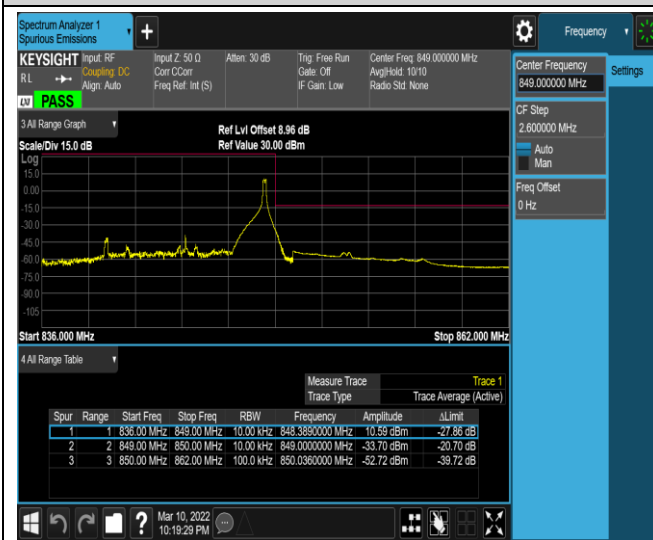 Spectrum Analyzer 1
Spurious Emissions
+
Frequency
KEYSIGHT Input: RF Input Z: 50 Ω Atten: 30 dB Trig: Free Run Center Freq: 849.000000 MHz
RL Coupling: DC Corr CCorr Gate: Off Avg|Hold: 10/10
Align: Auto Freq Ref: Int (S) IF Gain: Low Radio Std: None
LXI PASS
Center Frequency
849.000000 MHz
Settings
CF Step
2.600000 MHz
Auto
Man
Freq Offset
0 Hz
3 All Range Graph
Ref Lvl Offset 8.96 dB
Scale/Div 15.0 dB Ref Value 30.00 dBm
Log
15.0
0.00
-15.0
-30.0
-45.0
-60.0
-75.0
-90.0
-105
Start 836.000 MHz Stop 862.000 MHz
4 All Range Table
Measure Trace Trace 1
Trace Type Trace Average (Active)
Spur Range Start Freq Stop Freq RBW Frequency Amplitude ΔLimit
1 1 836.00 MHz 849.00 MHz 10.00 kHz 848.3890000 MHz 10.59 dBm -27.86 dB
2 2 849.00 MHz 850.00 MHz 10.00 kHz 849.0000000 MHz -33.70 dBm -20.70 dB
3 3 850.00 MHz 862.00 MHz 100.0 kHz 850.0360000 MHz -52.72 dBm -39.72 dB
?
Mar 10, 2022
10:19:29 PM